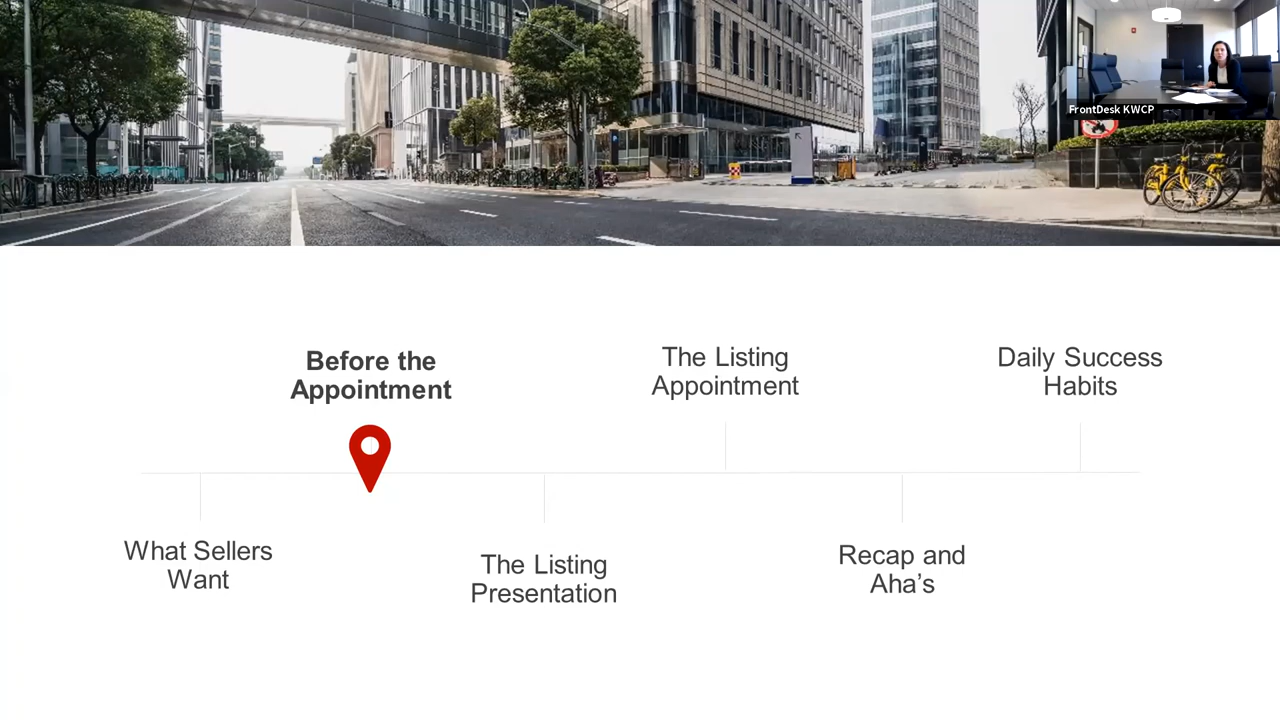 FrontDesk KWCP
Before the
Appointment
The Listing
Appointment
Daily Success
Habits
What Sellers
Want
The Listing
Presentation
Recap and
Aha’s